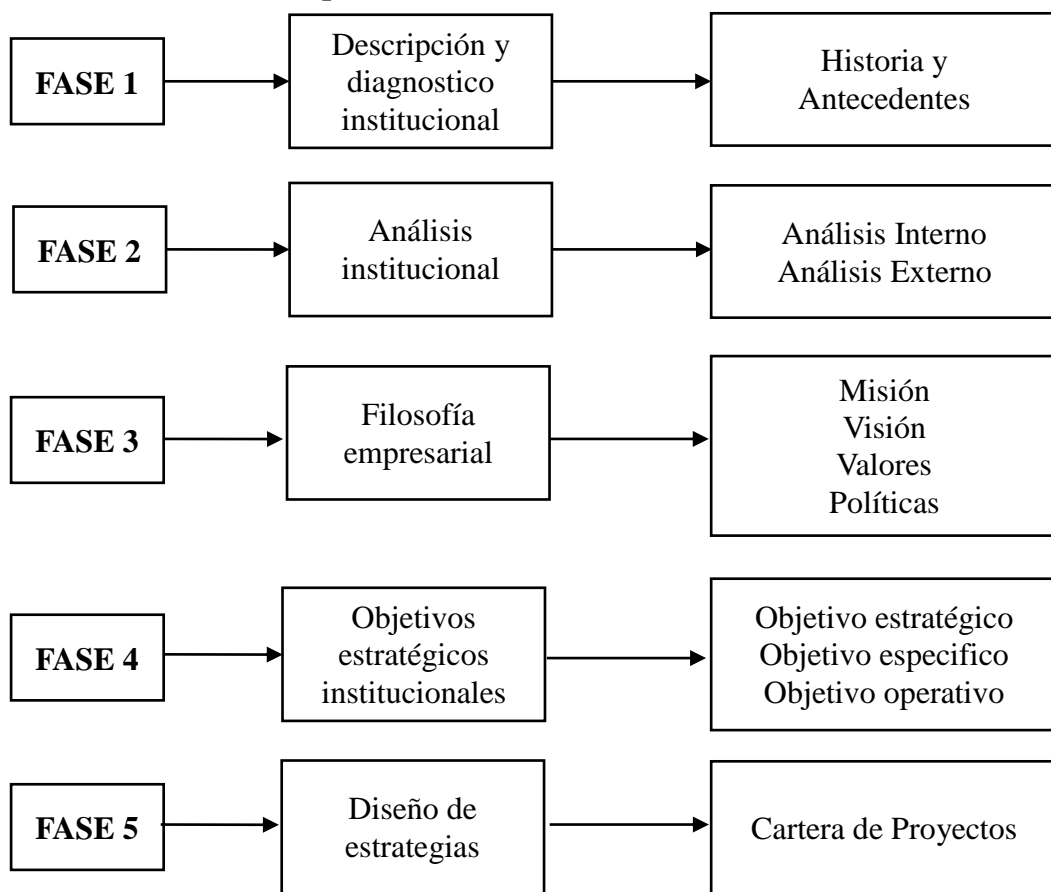 FASE 1
Descripción y
diagnostico
institucional
Historia y
Antecedentes
FASE 2
Análisis
institucional
Análisis Interno
Análisis Externo
FASE 3
Filosofía
empresarial
Misión
Visión
Valores
Políticas
FASE 4
Objetivos
estratégicos
institucionales
Objetivo estratégico
Objetivo especifico
Objetivo operativo
FASE 5
Diseño de
estrategias
Cartera de Proyectos